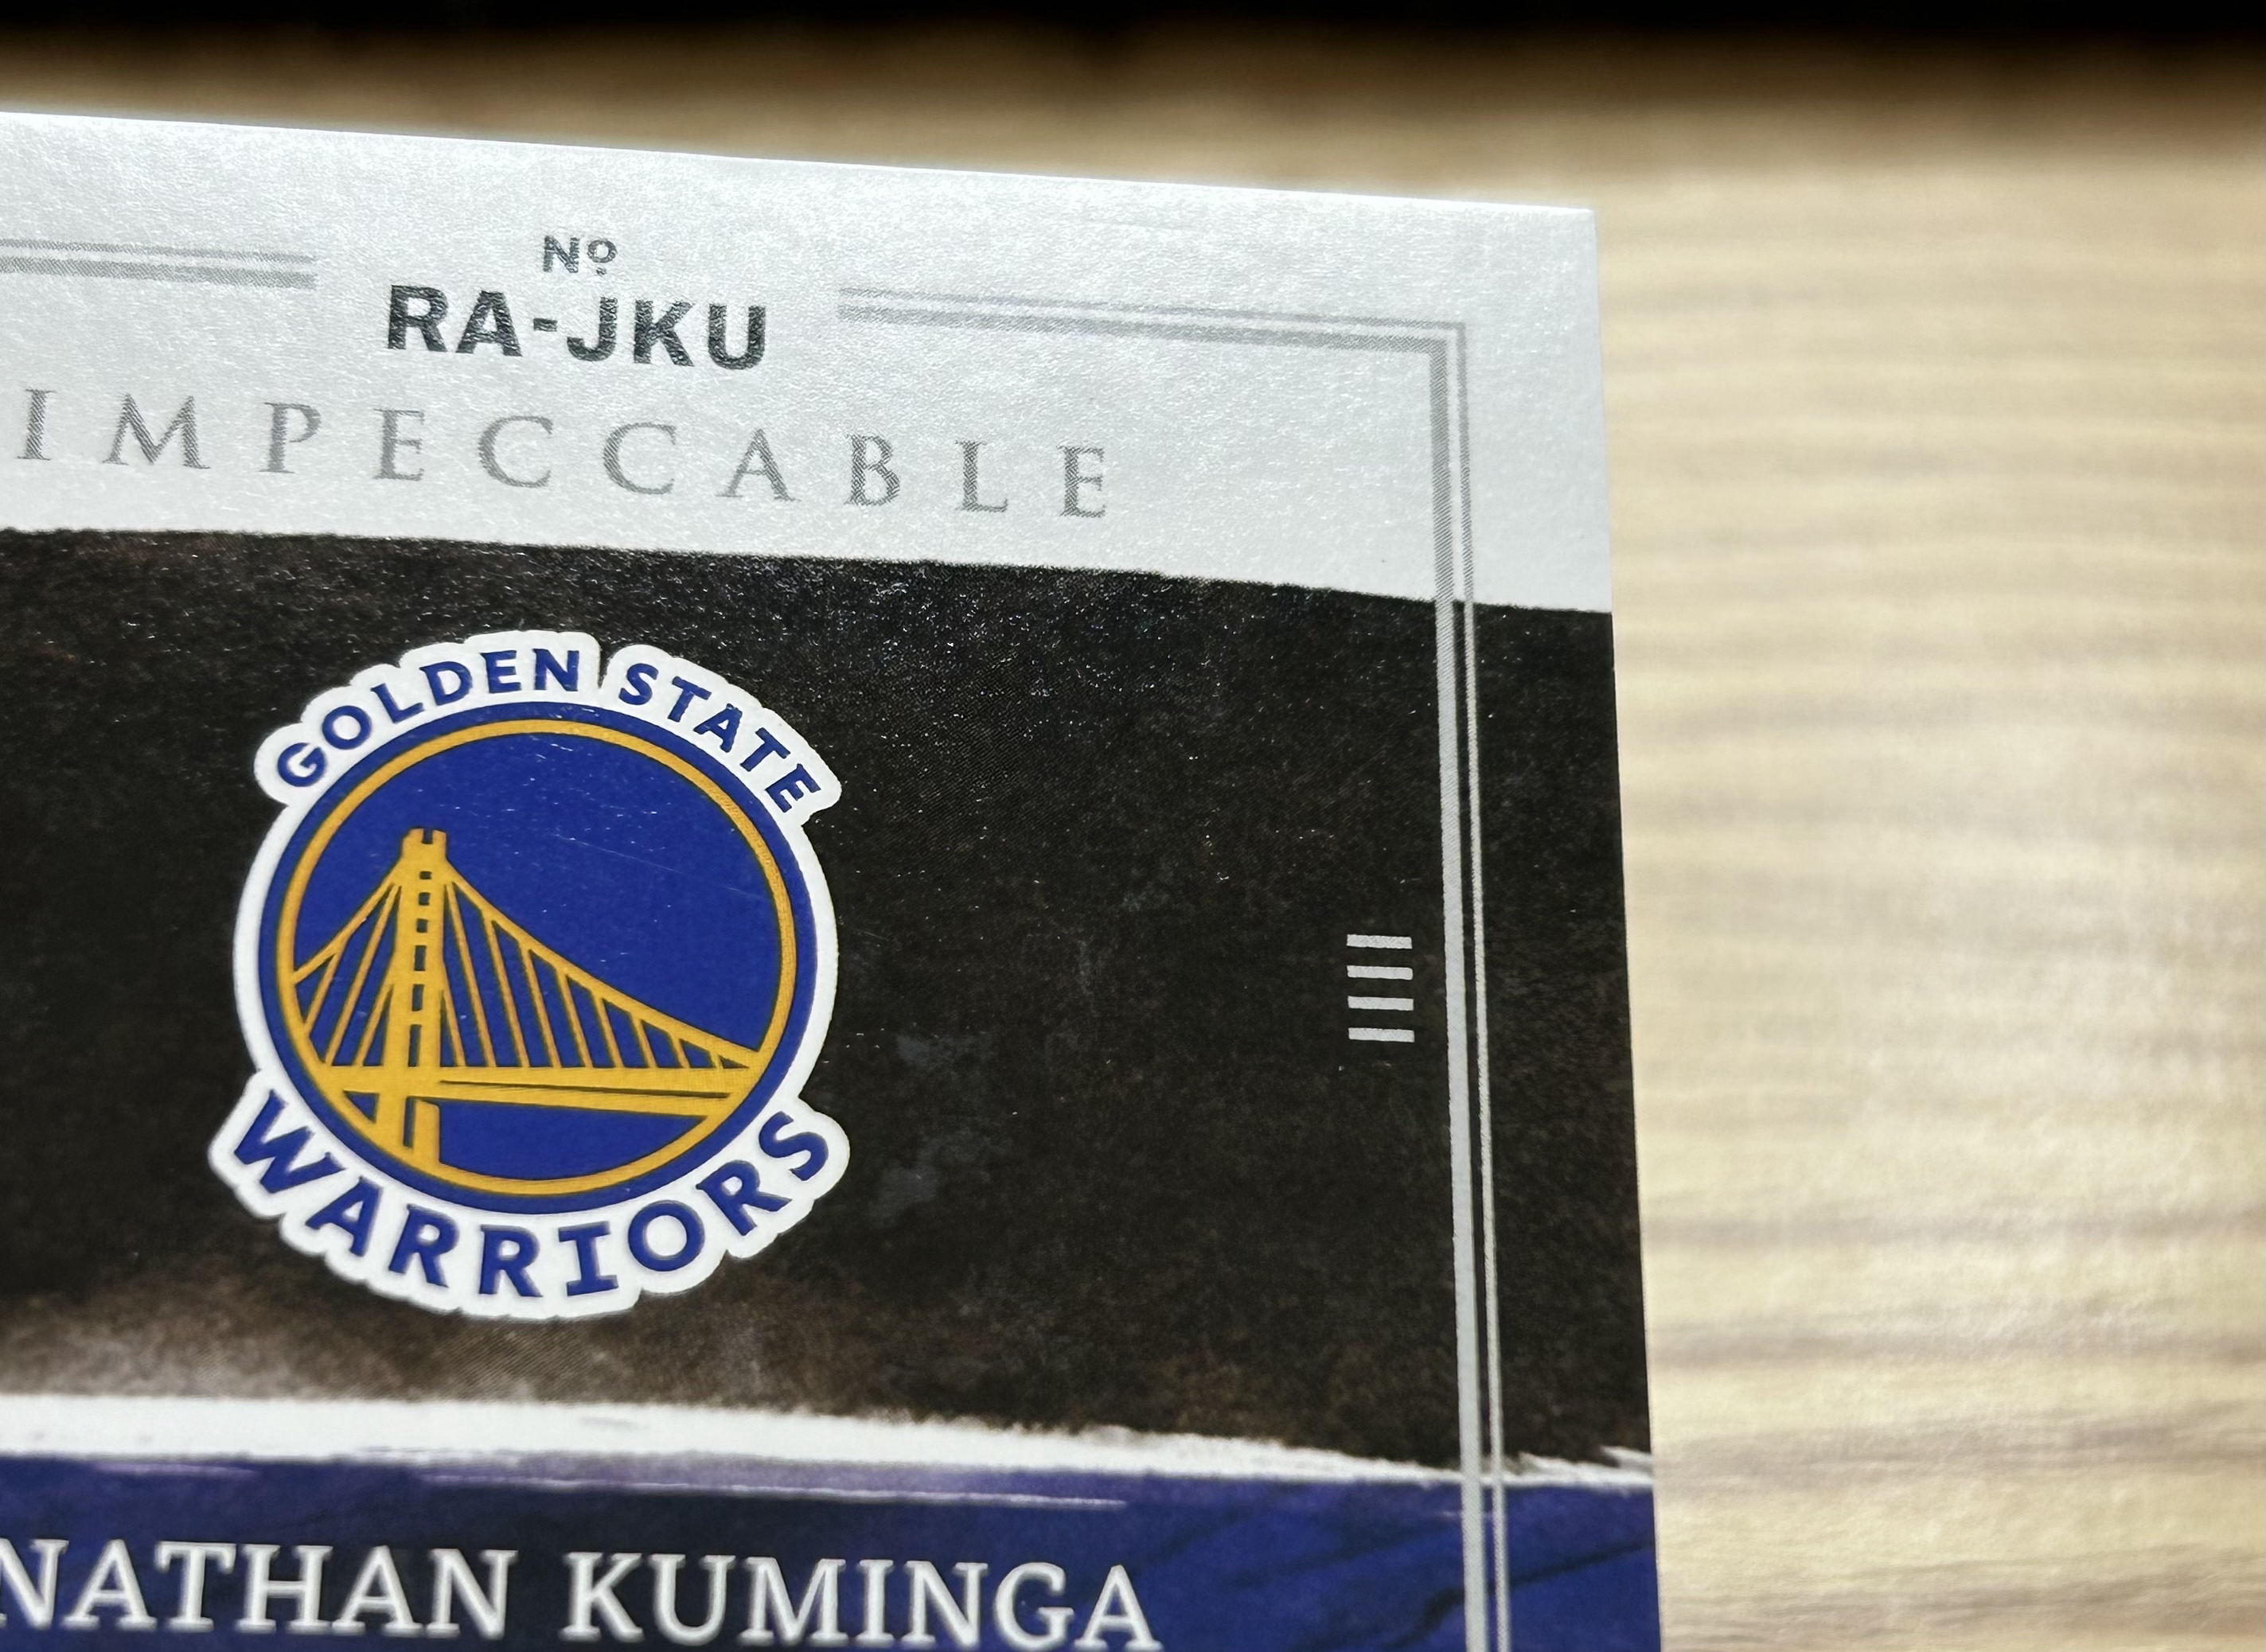 Nº
RA-JKU
IMPECCABLE
GOLDEN STATE
WARRIORS
NATHAN KUMINGA